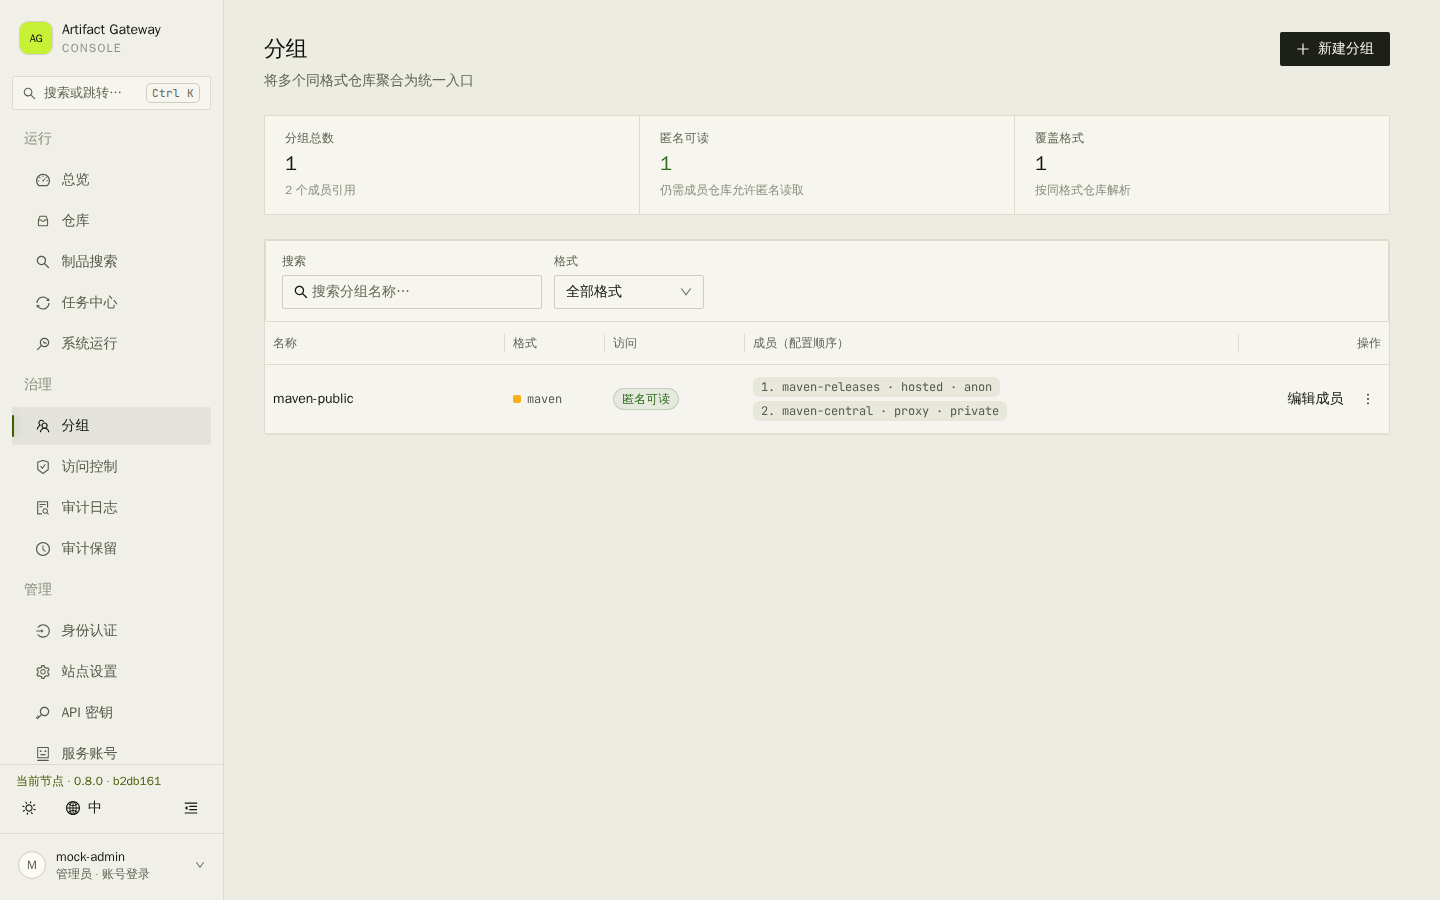 AG
Artifact Gateway
CONSOLE
搜索或跳转…
Ctrl K
运行
总览
仓库
制品搜索
任务中心
系统运行
治理
分组
访问控制
审计日志
审计保留
管理
身份认证
站点设置
API 密钥
服务账号
当前节点 · 0.8.0 · b2db161
中
M
mock-admin
管理员 · 账号登录
分组
将多个同格式仓库聚合为统一入口
新建分组
分组总数
1
2 个成员引用
匿名可读
1
仍需成员仓库允许匿名读取
覆盖格式
1
按同格式仓库解析
搜索
搜索分组名称…
格式
全部格式
名称 格式 访问 成员（配置顺序） 操作
maven-public maven 匿名可读
1. maven-releases · hosted · anon
2. maven-central · proxy · private
编辑成员